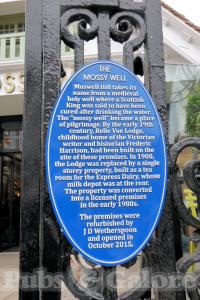 THE
MOSSY WELL
Muswell Hill takes its
name from a medieval
holy well where a Scottish
King was said to have been
cured after drinking the water.
The "mossy well" became a place
of pilgrimage. By the early 19th
century, Belle Vue Lodge,
childhood home of the Victorian
writer and historian Frederic
Harrison, had been built on the
site of these premises. In 1900,
the Lodge was replaced by a single
storey property, built as a tea
room for the Express Dairy, whose
milk depot was at the rear.
The property was converted
into a licensed premises
in the early 1980s.
The premises were
refurbished by
J D Wetherspoon
and opened in
October 2015.